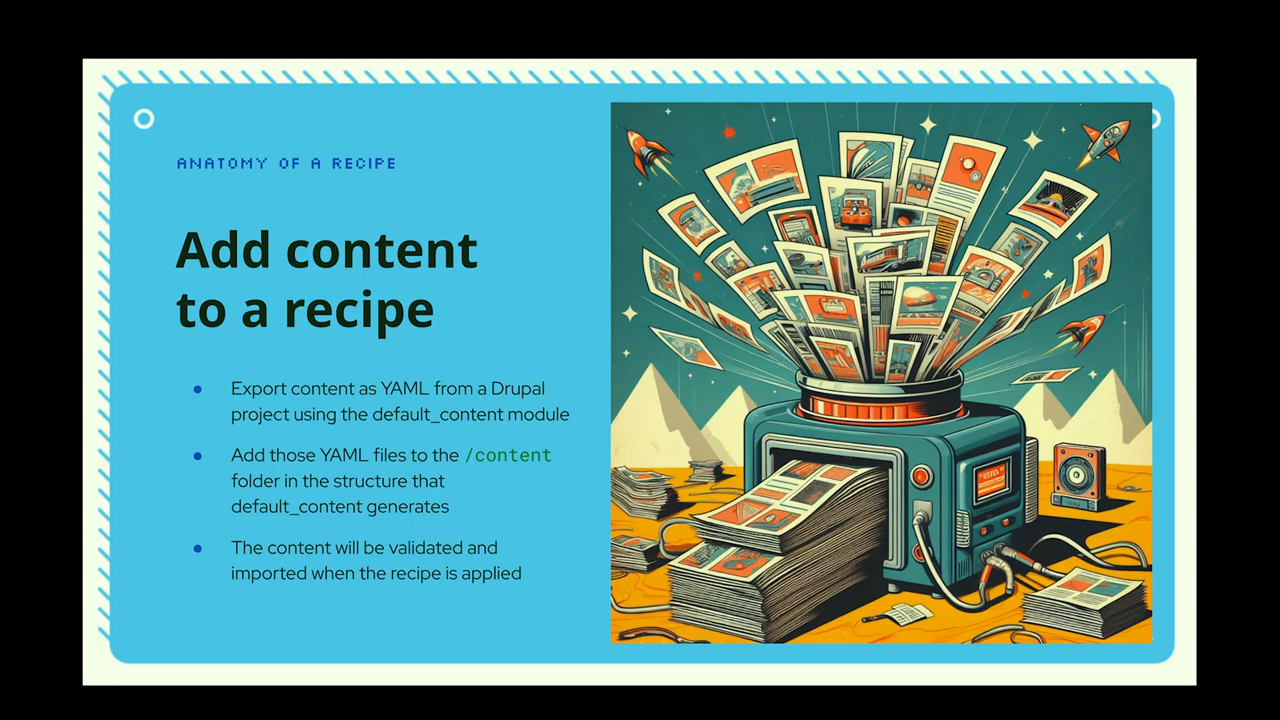 ANATOMY OF A RECIPE
Add content
to a recipe
Export content as YAML from a Drupal
project using the default_content module
Add those YAML files to the /content
folder in the structure that
default_content generates
The content will be validated and
imported when the recipe is applied